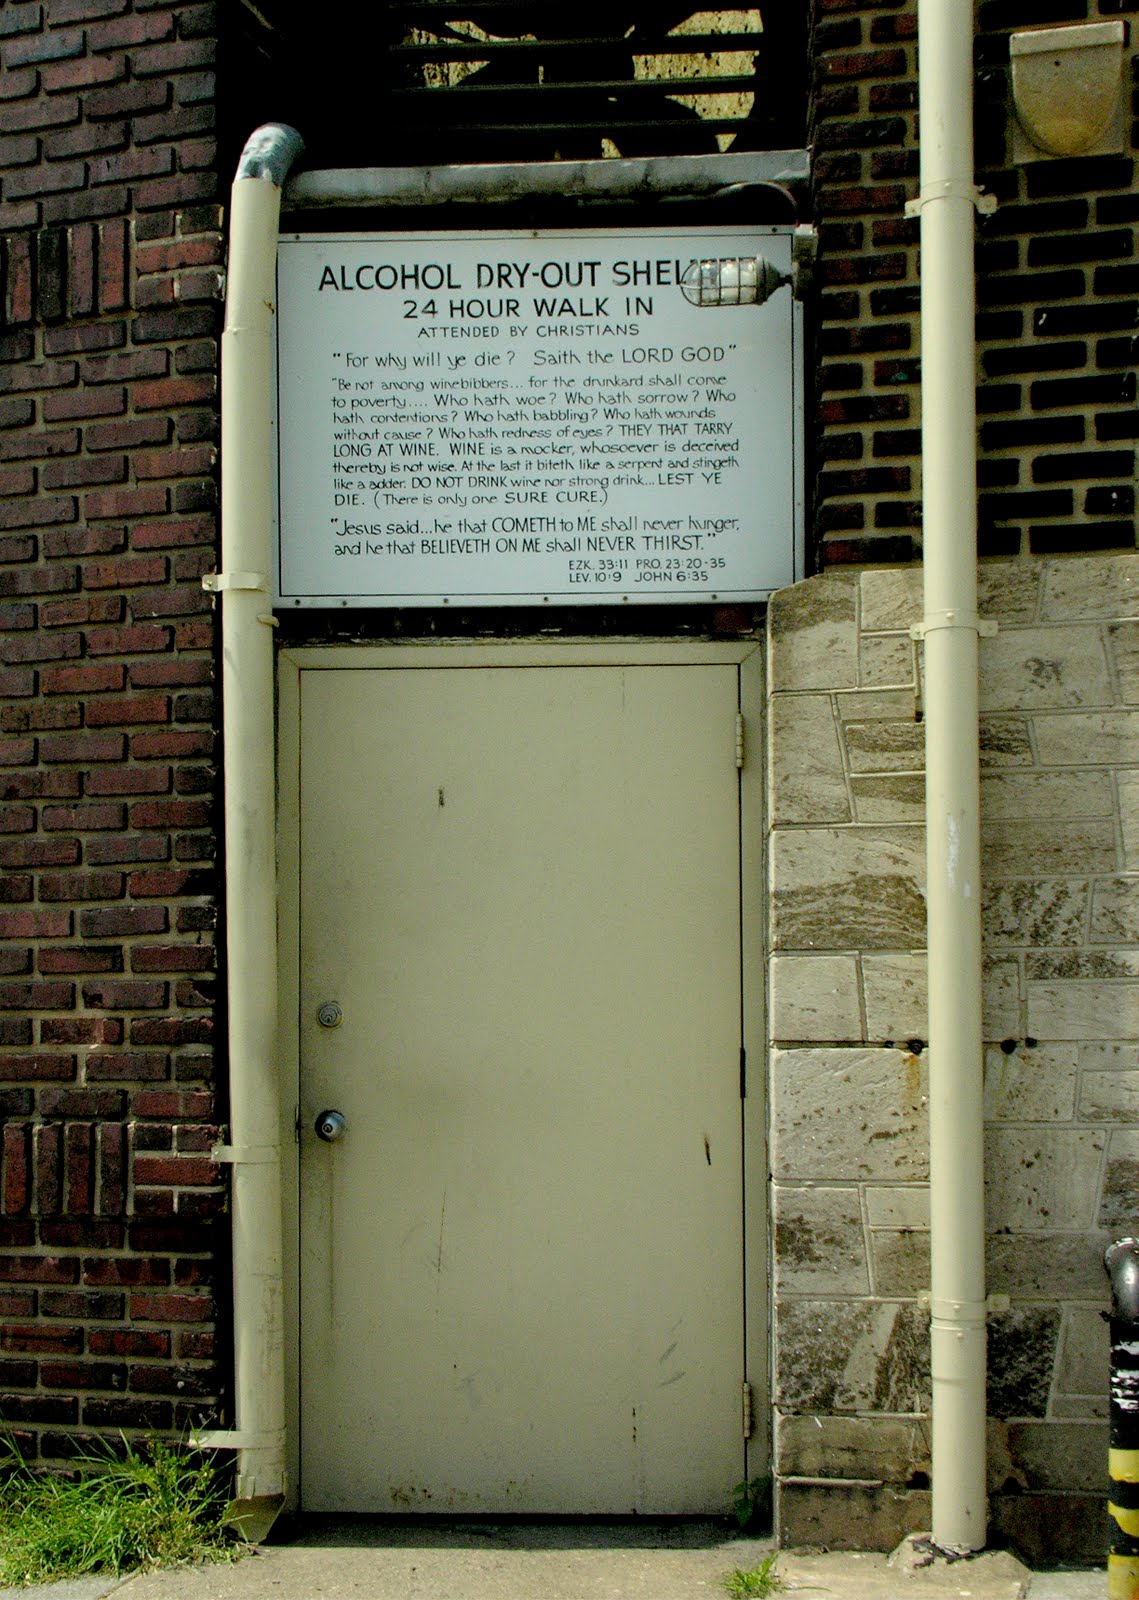 ALCOHOL DRY-OUT
24 HOUR WALK IN
ATTENDED BY CHRISTIANS
"For why will ye die? Saith the LORD GOD"
"Be not among winebibbers... for the drunkard shall come
to poverty.... Who hath woe? Who hath sorrow? Who
hath contentions? Who hath babbling? Who hath wounds
without cause? Who hath redness of eyes? THEY THAT TARRY
LONG AT WINE. WINE is a mocker, whosoever is deceived
thereby is not wise. At the last it biteth like a serpent and stingeth
like a adder. DO NOT DRINK wine nor strong drink... LEST YE
DIE. (There is only one SURE CURE.)
"Jesus said...he that COMETH to ME shall never hunger,
and he that BELIEVETH ON ME shall NEVER THIRST."
EZK. 33:11 PRO. 23:20-35
LEV. 10:9 JOHN 6:35